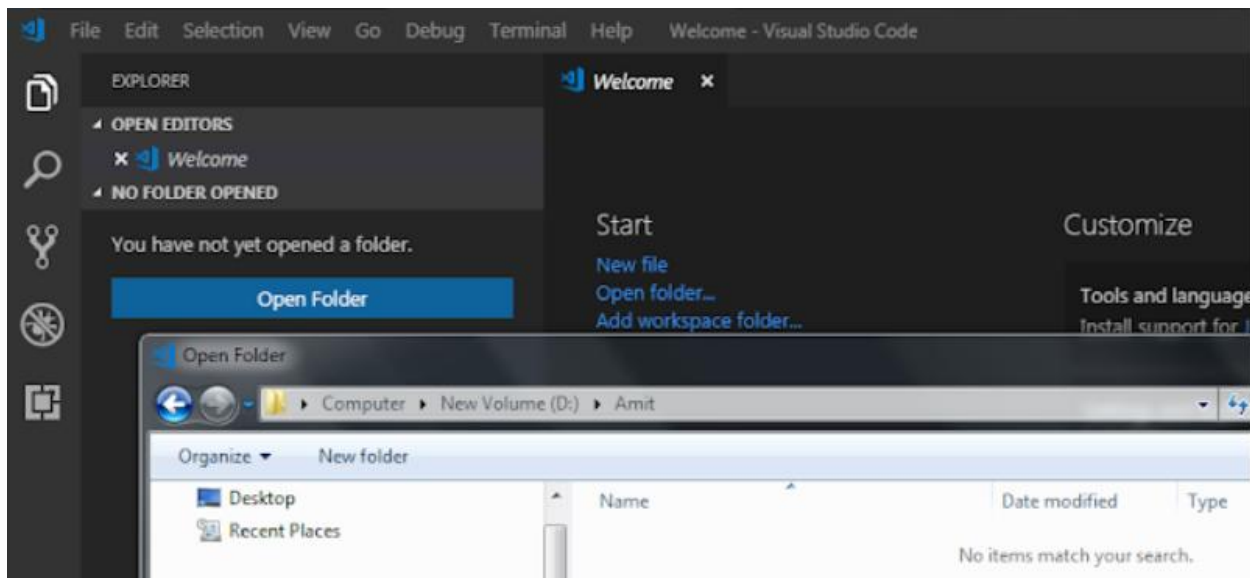 File Edit Selection View Go Debug Terminal Help Welcome - Visual Studio Code
EXPLORER
Welcome
OPEN EDITORS
Welcome
NO FOLDER OPENED
You have not yet opened a folder.
Open Folder
Start
New file
Open folder...
Add workspace folder...
Customize
Tools and language
Install support for
Open Folder
Computer New Volume (D:) Amit
Organize New folder
Desktop
Recent Places
Name Date modified Type
No items match your search.